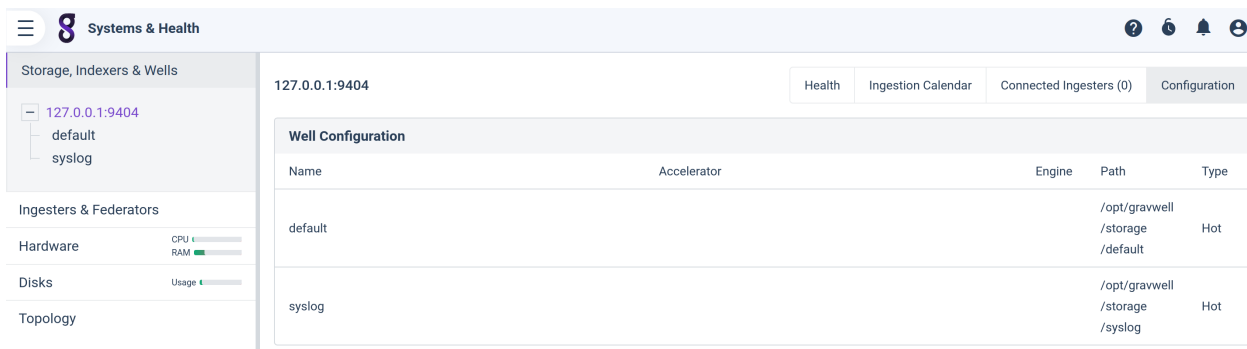 Systems & Health
Storage, Indexers & Wells
127.0.0.1:9404
default
syslog
Ingesters & Federators
Hardware CPU
RAM
Disks Usage
Topology
127.0.0.1:9404 Health Ingestion Calendar Connected Ingesters (0) Configuration
Well Configuration
Name Accelerator Engine Path Type
/opt/gravwell
default /storage Hot
/default
/opt/gravwell
syslog /storage Hot
/syslog